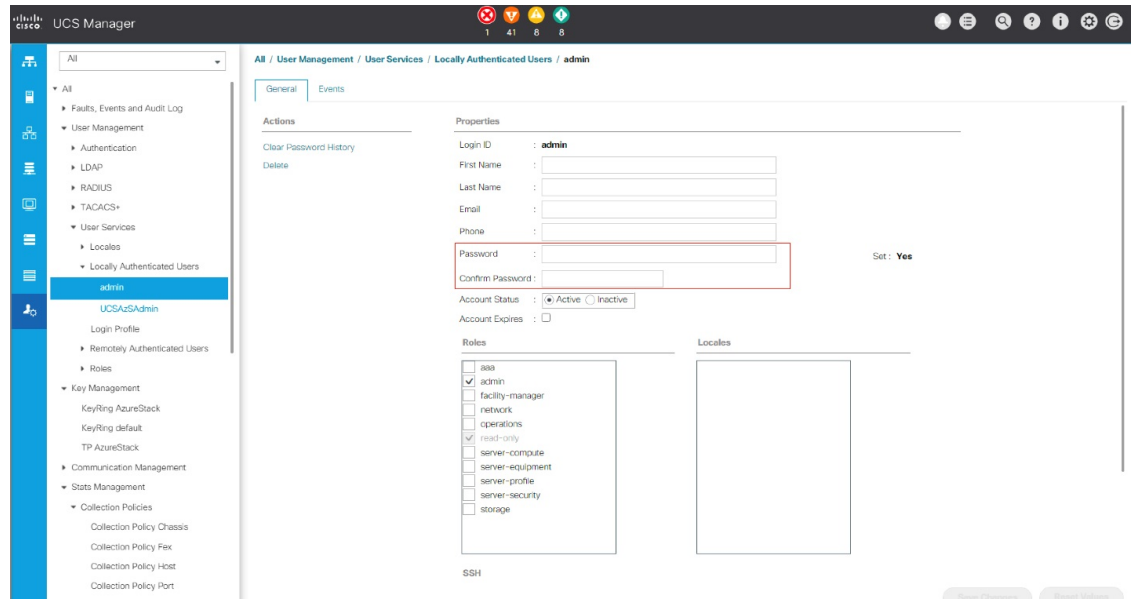 cisco UCS Manager
1 41 8 8
All
All / User Management / User Services / Locally Authenticated Users / admin
General Events
All
Faults, Events and Audit Log
User Management
Authentication
LDAP
RADIUS
TACACS+
User Services
Locales
Locally Authenticated Users
admin
UCSAzSAdmin
Login Profile
Remotely Authenticated Users
Roles
Key Management
KeyRing AzureStack
KeyRing default
TP AzureStack
Communication Management
Stats Management
Collection Policies
Collection Policy Chassis
Collection Policy Fex
Collection Policy Host
Collection Policy Port
Actions
Clear Password History
Delete
Properties
Login ID : admin
First Name :
Last Name :
Email :
Phone :
Password : Set : Yes
Confirm Password :
Account Status : Active Inactive
Account Expires :
Roles Locales
aaa
admin
facility-manager
network
operations
read-only
server-compute
server-equipment
server-profile
server-security
storage
SSH
Save Changes Reset Values